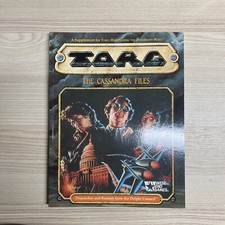 A Supplement for Torg: Roleplaying the Possibility Wars
TORG
THE CASSANDRA FILES
WEST
END
GAMES
Dispatches and Rumors from the Delphi Council